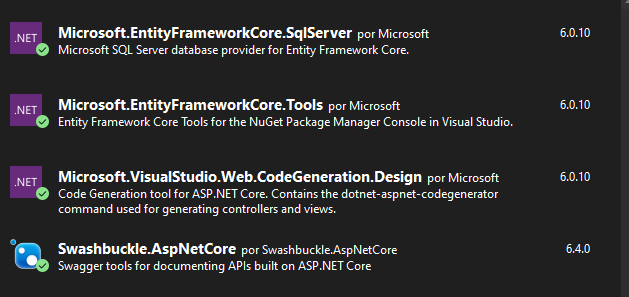 .NET Microsoft.EntityFrameworkCore.SqlServer por Microsoft 6.0.10
Microsoft SQL Server database provider for Entity Framework Core.
.NET Microsoft.EntityFrameworkCore.Tools por Microsoft 6.0.10
Entity Framework Core Tools for the NuGet Package Manager Console in Visual Studio.
.NET Microsoft.VisualStudio.Web.CodeGeneration.Design por Microsoft 6.0.10
Code Generation tool for ASP.NET Core. Contains the dotnet-aspnet-codegenerator
command used for generating controllers and views.
Swashbuckle.AspNetCore por Swashbuckle.AspNetCore 6.4.0
Swagger tools for documenting APIs built on ASP.NET Core